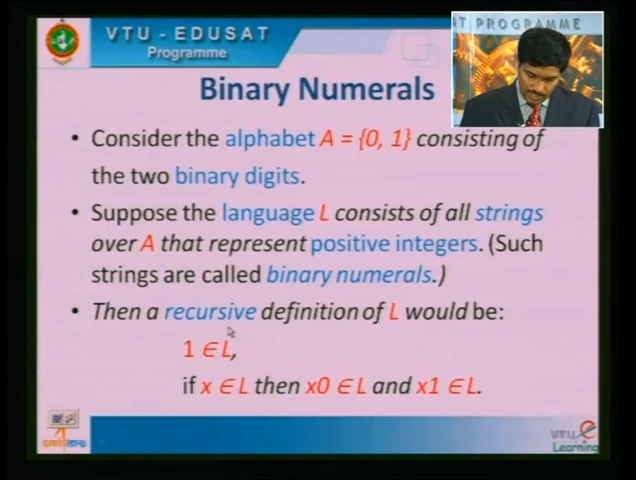 VTU - EDUSAT
Programme
AT PROGRAMME
Binary Numerals
• Consider the alphabet A = {0, 1} consisting of
the two binary digits.
• Suppose the language L consists of all strings
over A that represent positive integers. (Such
strings are called binary numerals.)
• Then a recursive definition of L would be:
1 ∈ L,
if x ∈ L then x0 ∈ L and x1 ∈ L.
VTU e
Learning